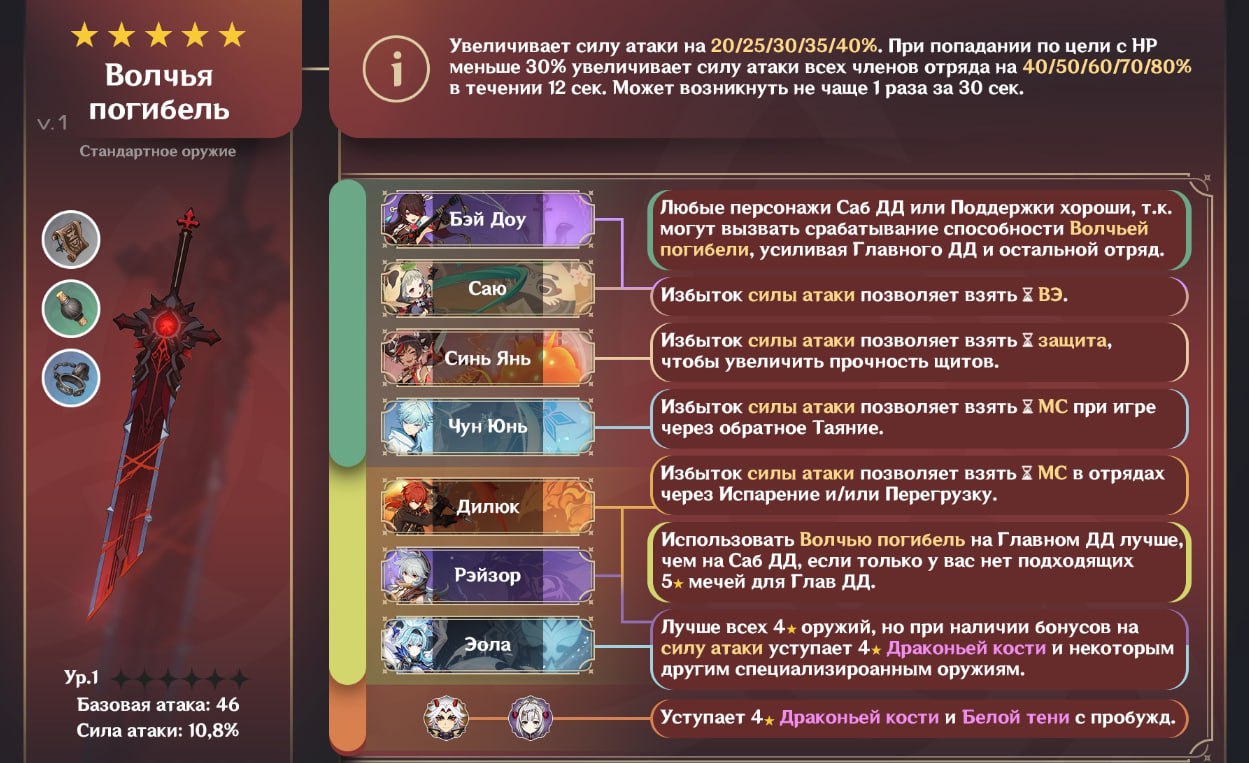 Волчья
погибель
v.1
Стандартное оружие
Увеличивает силу атаки на 20/25/30/35/40%. При попадании по цели с HP
меньше 30% увеличивает силу атаки всех членов отряда на 40/50/60/70/80%
в течении 12 сек. Может возникнуть не чаще 1 раза за 30 сек.
Бэй Доу
Любые персонажи Саб ДД или Поддержки хороши, т.к.
могут вызвать срабатывание способности Волчьей
погибели, усиливая Главного ДД и остальной отряд.
Саю
Избыток силы атаки позволяет взять ⌛ ВЭ.
Синь Янь
Избыток силы атаки позволяет взять ⌛ защита,
чтобы увеличить прочность щитов.
Чун Юнь
Избыток силы атаки позволяет взять ⌛ МС при игре
через обратное Таяние.
Дилюк
Избыток силы атаки позволяет взять ⌛ МС в отрядах
через Испарение и/или Перегрузку.
Рэйзор
Использовать Волчью погибель на Главном ДД лучше,
чем на Саб ДД, если только у вас нет подходящих
5★ мечей для Глав ДД.
Эола
Лучше всех 4★ оружий, но при наличии бонусов на
силу атаки уступает 4★ Драконьей кости и некоторым
другим специализироанным оружиям.
Уступает 4★ Драконьей кости и Белой тени с пробужд.
Ур.1
Базовая атака: 46
Сила атаки: 10,8%